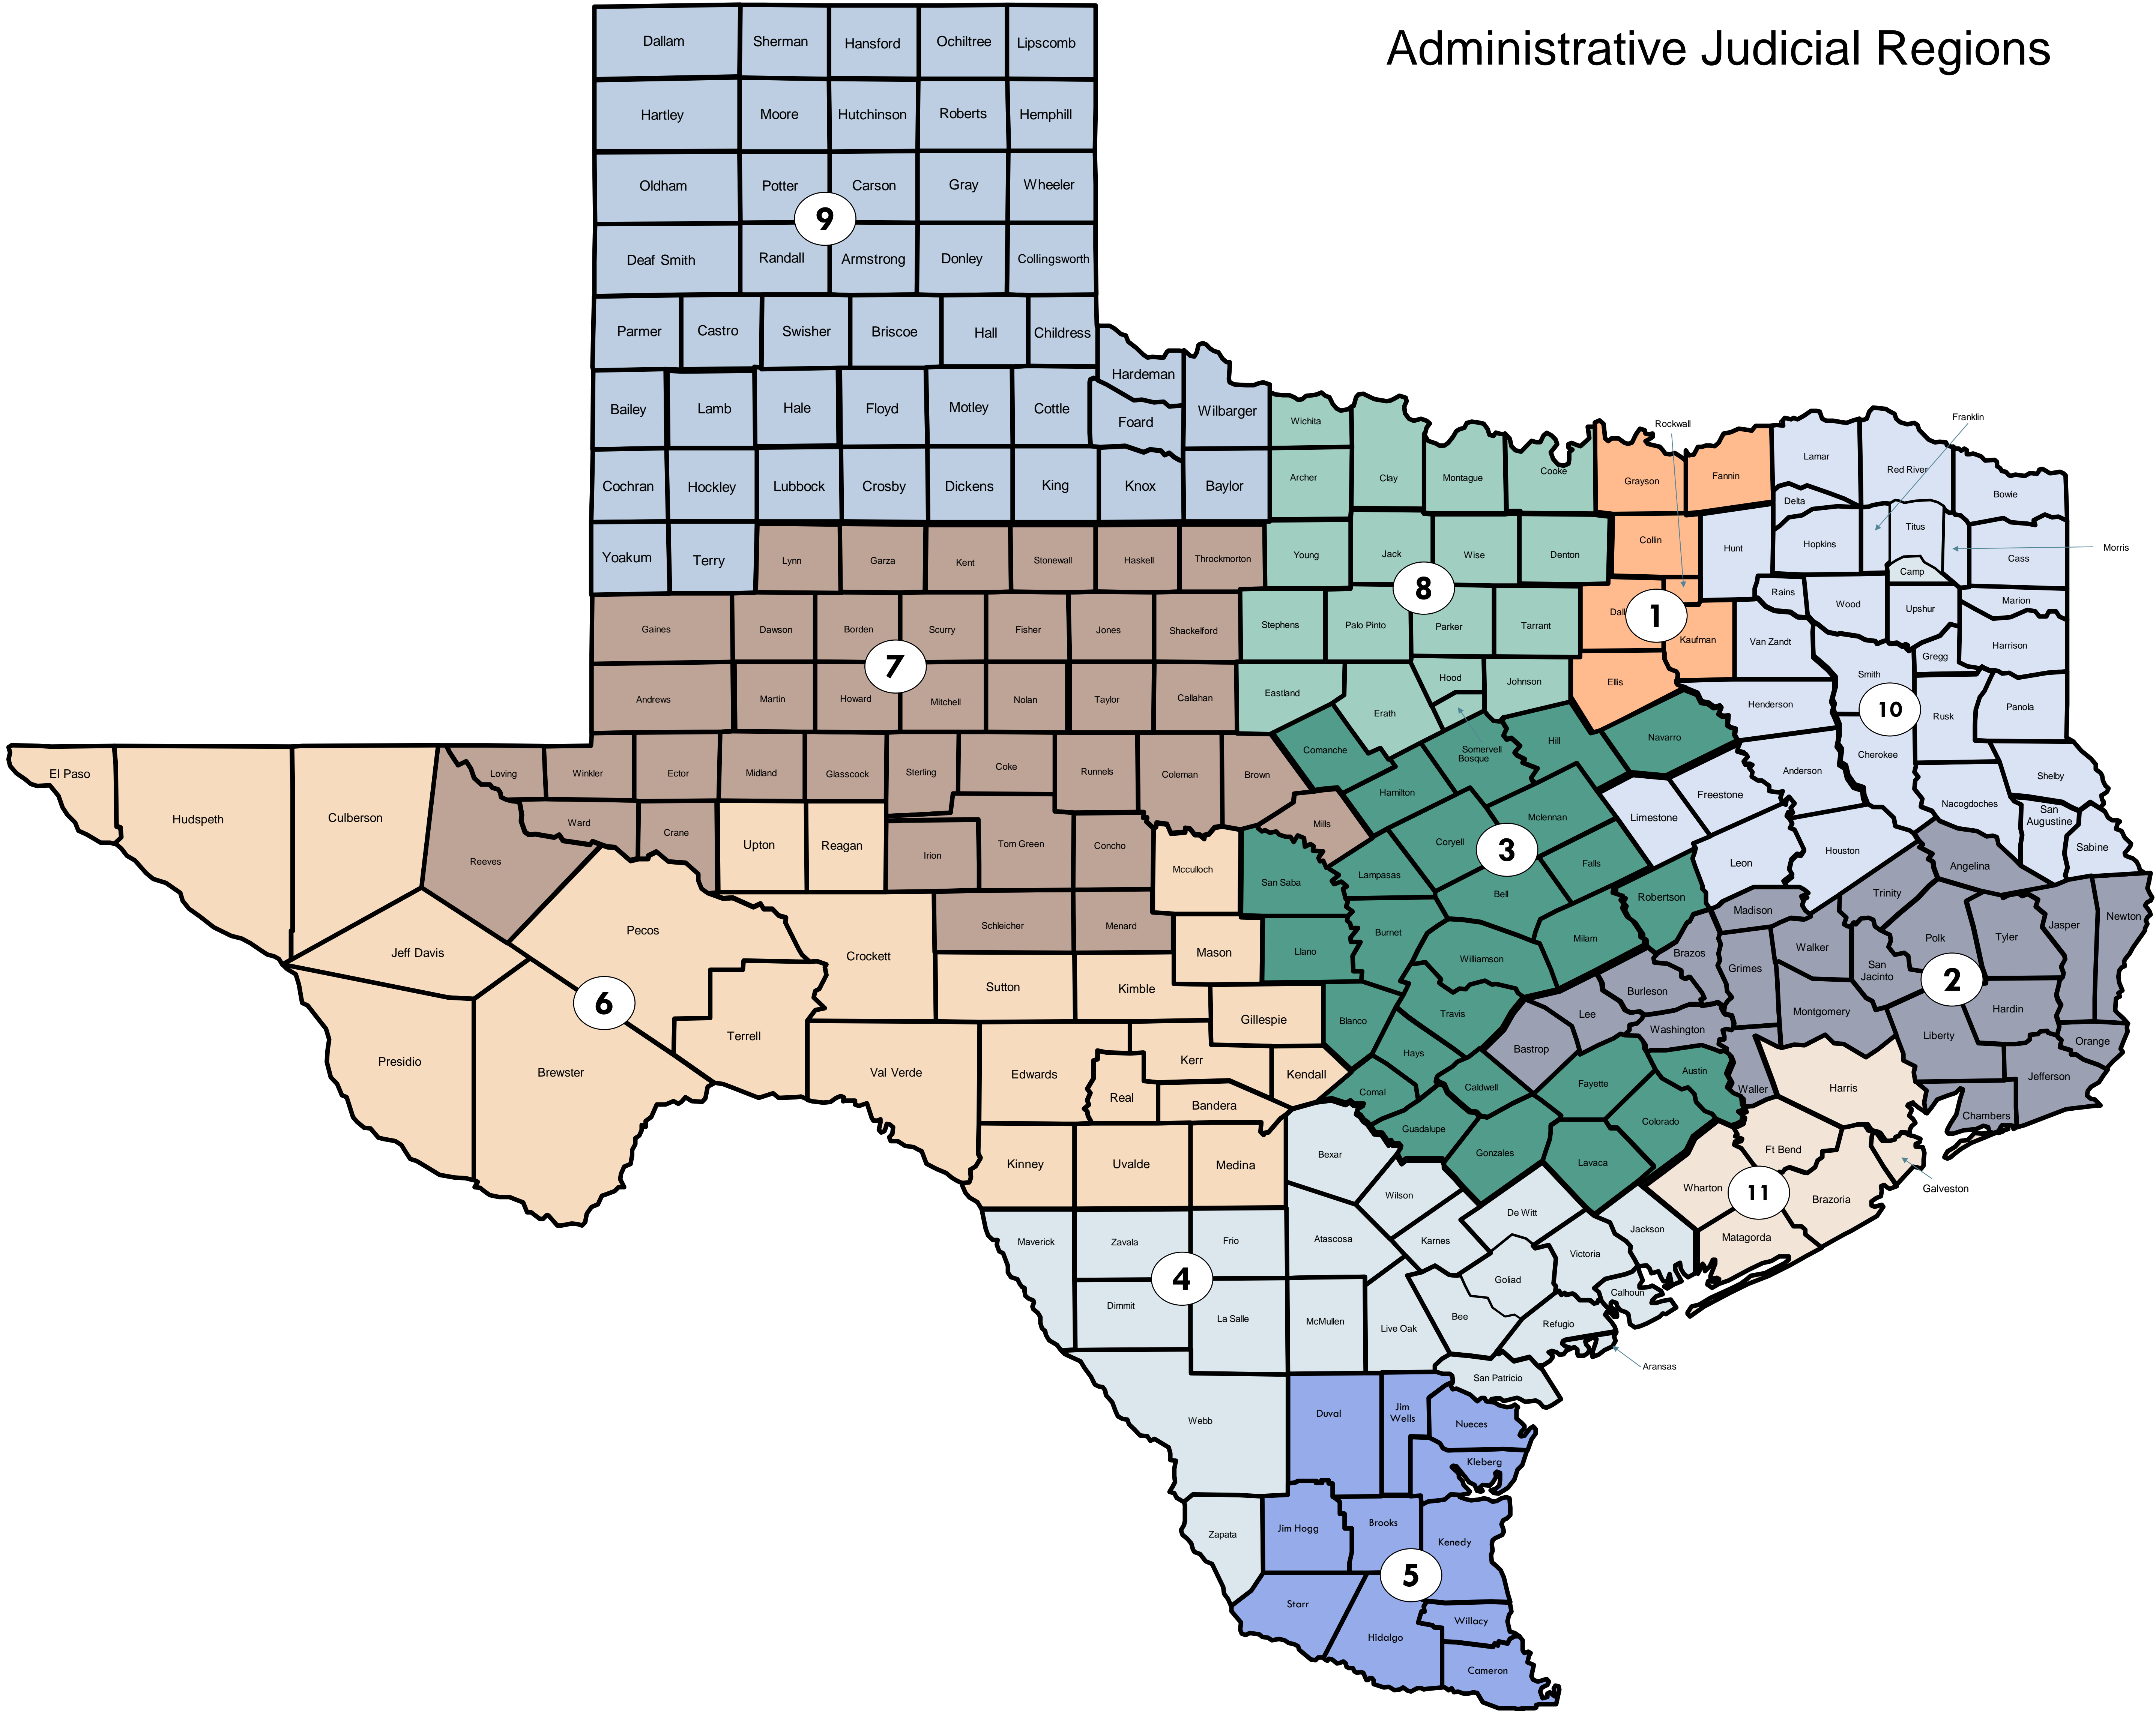 Administrative Judicial Regions
Dallam Sherman Hansford Ochiltree Lipscomb
Hartley Moore Hutchinson Roberts Hemphill
Oldham Potter Carson Gray Wheeler
9
Deaf Smith Randall Armstrong Donley Collingsworth
Parmer Castro Swisher Briscoe Hall Childress
Hardeman
Bailey Lamb Hale Floyd Motley Cottle Foard Wilbarger Wichita
Rockwall Franklin
Cochran Hockley Lubbock Crosby Dickens King Knox Baylor Archer Clay Montague Cooke Grayson Fannin Lamar Red River Bowie
Delta
Yoakum Terry Lynn Garza Kent Stonewall Haskell Throckmorton Young Jack Wise Denton Collin Hunt Hopkins Titus Morris
Cass
Camp
8
Rains Wood Upshur Marion
Gaines Dawson Borden Scurry Fisher Jones Shackelford Stephens Palo Pinto Parker Tarrant Dall 1 Kaufman Van Zandt Gregg Harrison
7
Andrews Martin Howard Mitchell Nolan Taylor Callahan Eastland Erath Hood Johnson Ellis Henderson Smith
10 Rusk Panola
El Paso Hudspeth Culberson Reeves Loving Winkler Ector Midland Glasscock Sterling Coke Runnels Coleman Brown Comanche Somervell
Bosque Hill Navarro Anderson Cherokee Shelby
Ward Crane Upton Reagan Irion Tom Green Concho Mcculloch Mills Hamilton Coryell 3 Mclennan Limestone Freestone Nacogdoches San
Augustine Sabine
San Saba Lampasas Bell Falls Robertson Leon Houston Angelina
Trinity
Jeff Davis Pecos Crockett Schleicher Menard Mason Llano Burnet Williamson Milam Brazos Madison Walker Polk Tyler Jasper Newton
Grimes San
Jacinto 2
6
Sutton Kimble Gillespie Blanco Travis Burleson Lee Washington Montgomery Liberty Hardin Orange
Presidio Brewster Terrell Val Verde Edwards Real Kerr Kendall Hays Bastrop Waller Harris Jefferson
Bandera Comal Caldwell Fayette Austin Chambers
Guadalupe Colorado
Kinney Uvalde Medina Bexar Gonzales Lavaca Ft Bend
Wilson Wharton 11 Brazoria Galveston
Maverick Zavala Frio Atascosa Karnes De Witt Victoria Jackson Matagorda
4
Dimmit La Salle McMullen Live Oak Bee Goliad Calhoun
Refugio
Aransas
San Patricio
Webb Duval Jim
Wells Nueces
Kleberg
Zapata Jim Hogg Brooks Kenedy
5
Starr Hidalgo Willacy
Cameron